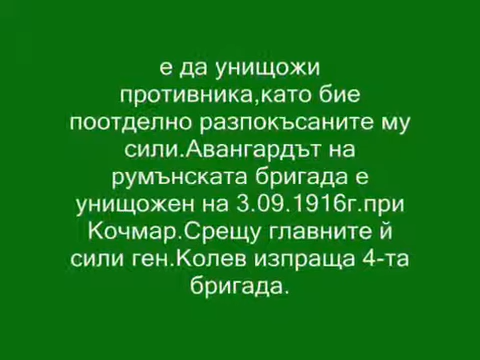 е да унищожи
противника,като бие
поотделно разпокъсаните му
сили.Авангардът на
румънската бригада е
унищожен на 3.09.1916г.при
Кочмар.Срещу главните й
сили ген.Колев изпраща 4-та
бригада.